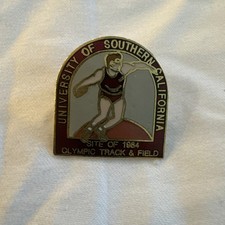 UNIVERSITY OF SOUTHERN CALIFORNIA
SITE OF 1984
OLYMPIC TRACK & FIELD